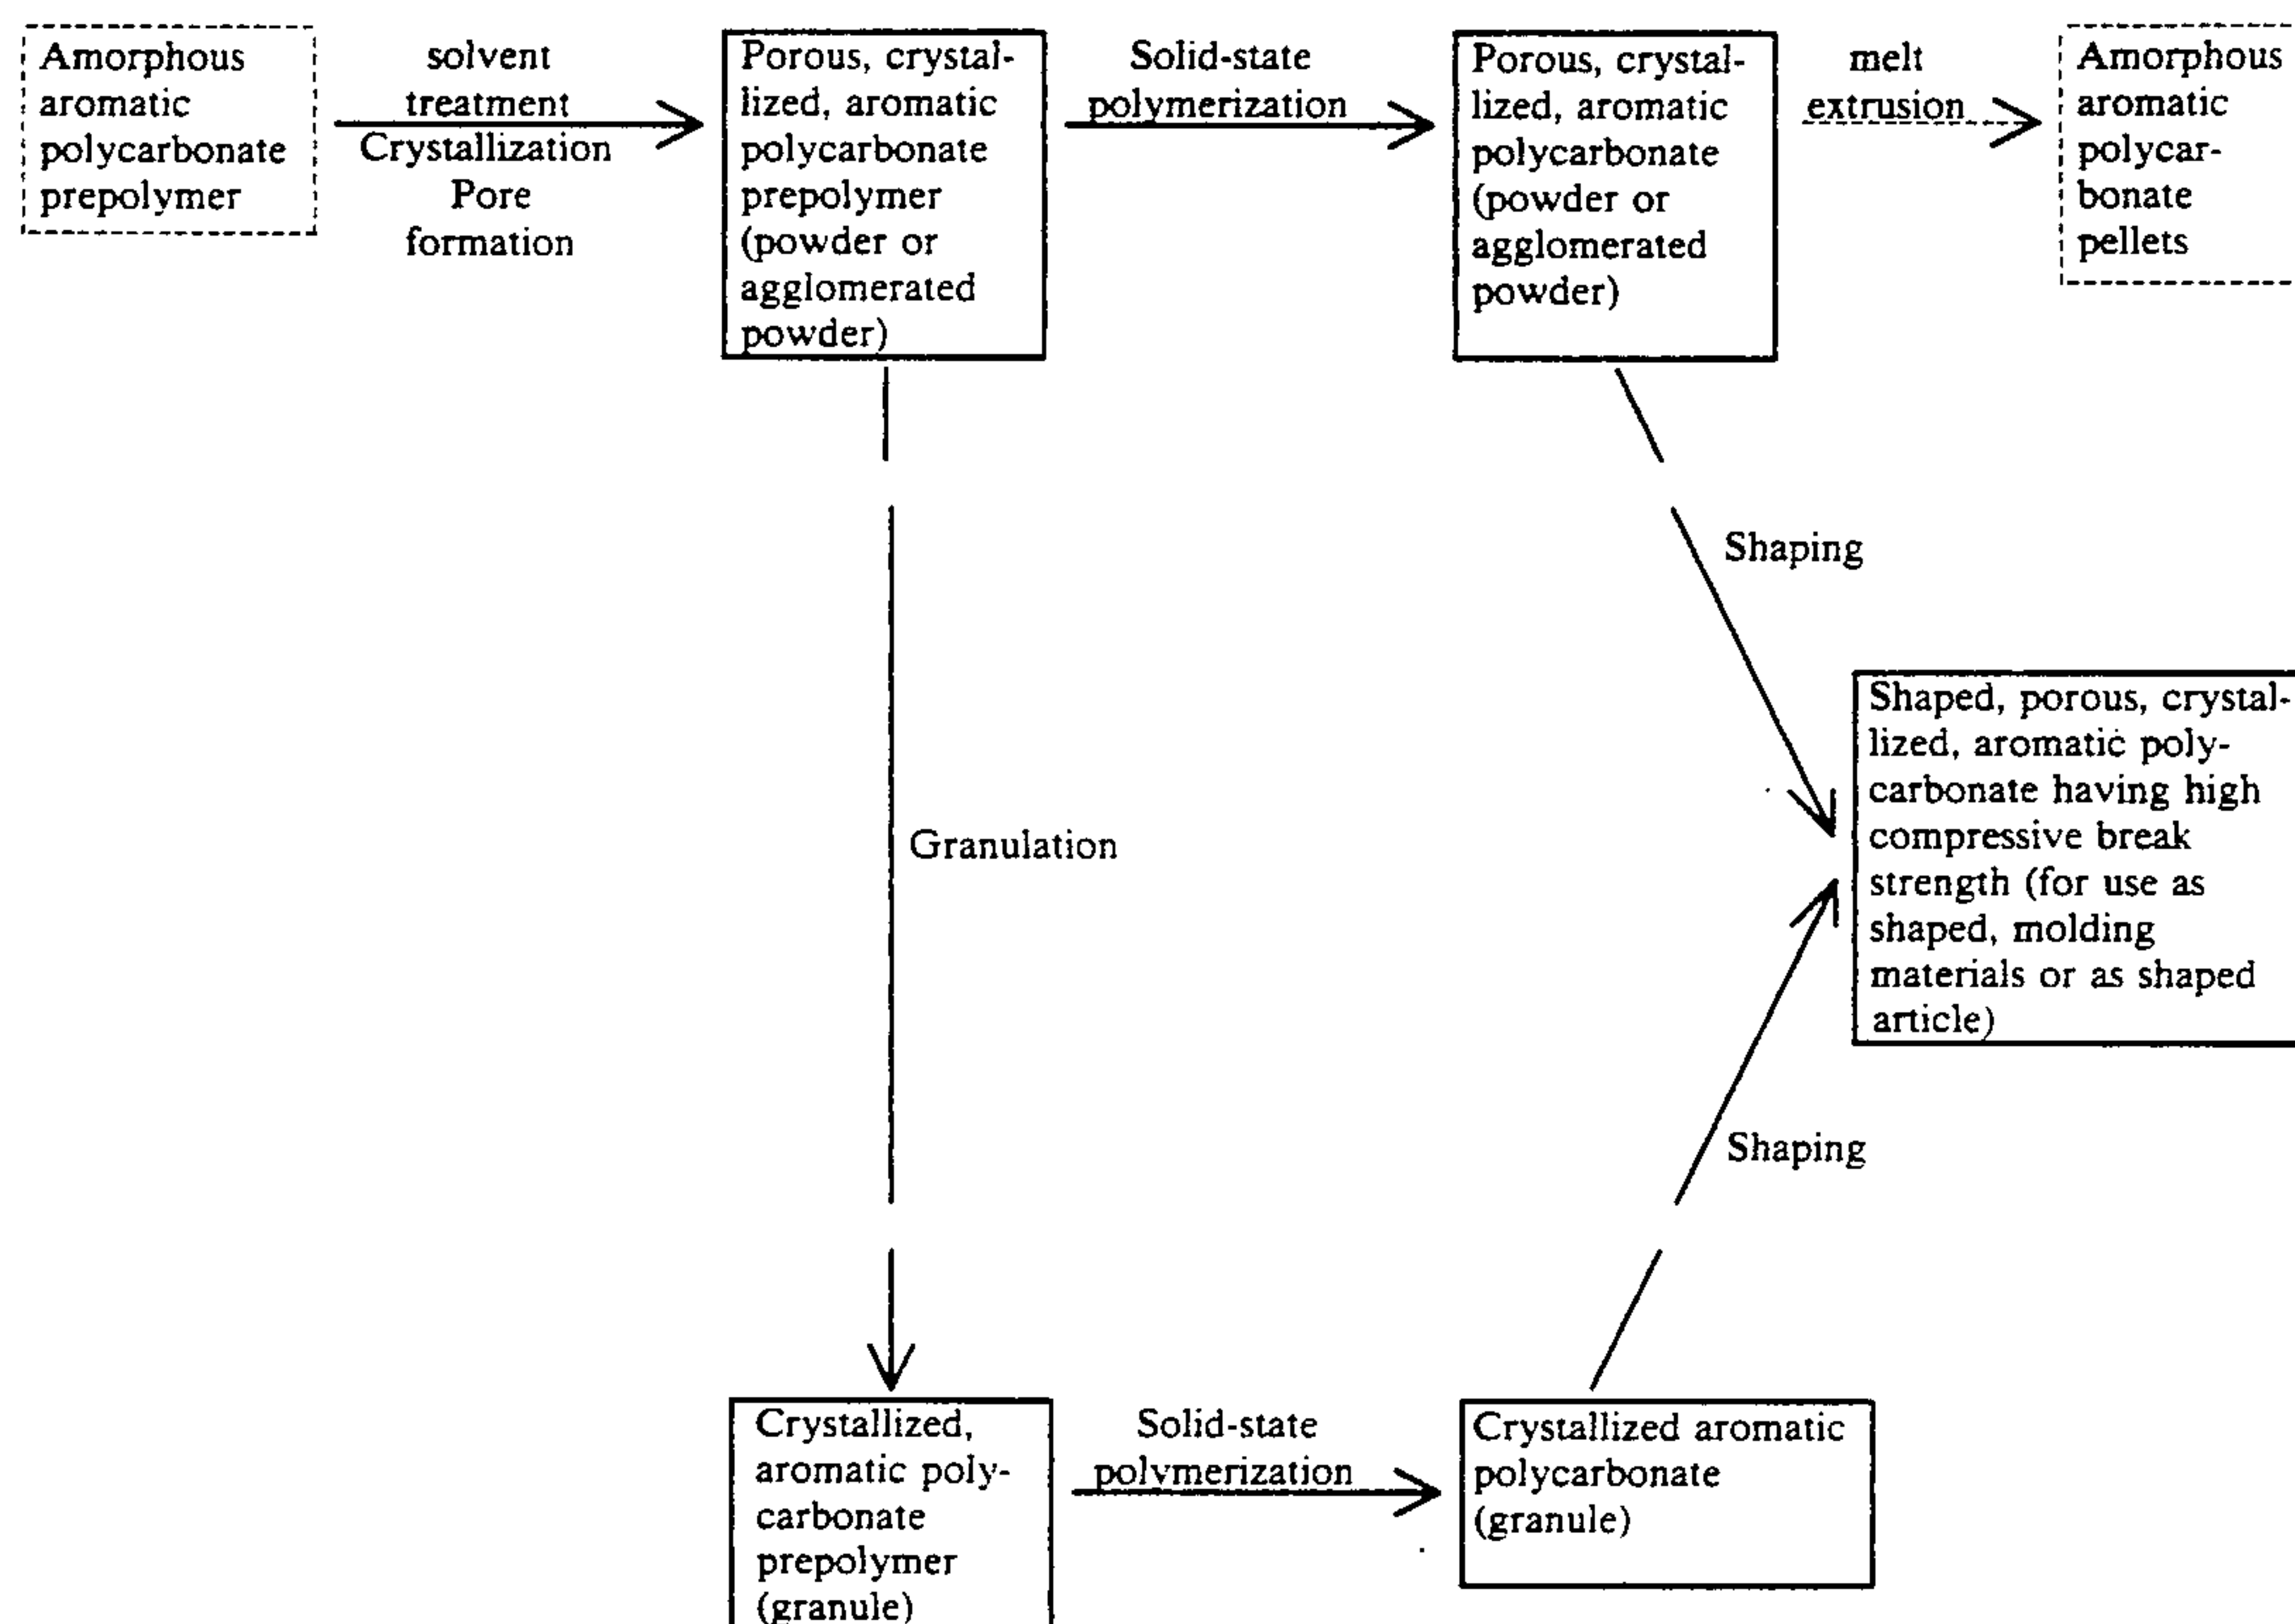 Amorphous
aromatic
polycarbonate
prepolymer
solvent
treatment
Crystallization
Pore
formation
Porous, crystal-
lized, aromatic
polycarbonate
prepolymer
(powder or
agglomerated
powder)
Solid-state
polymerization
Porous, crystal-
lized, aromatic
polycarbonate
(powder or
agglomerated
powder)
melt
extrusion
Amorphous
aromatic
polycar-
bonate
pellets
Shaping
Granulation
Shaped, porous, crystal-
lized, aromatic poly-
carbonate having high
compressive break
strength (for use as
shaped, molding
materials or as shaped
article)
Shaping
Crystallized,
aromatic poly-
carbonate
prepolymer
(granule)
Solid-state
polymerization
Crystallized aromatic
polycarbonate
(granule)